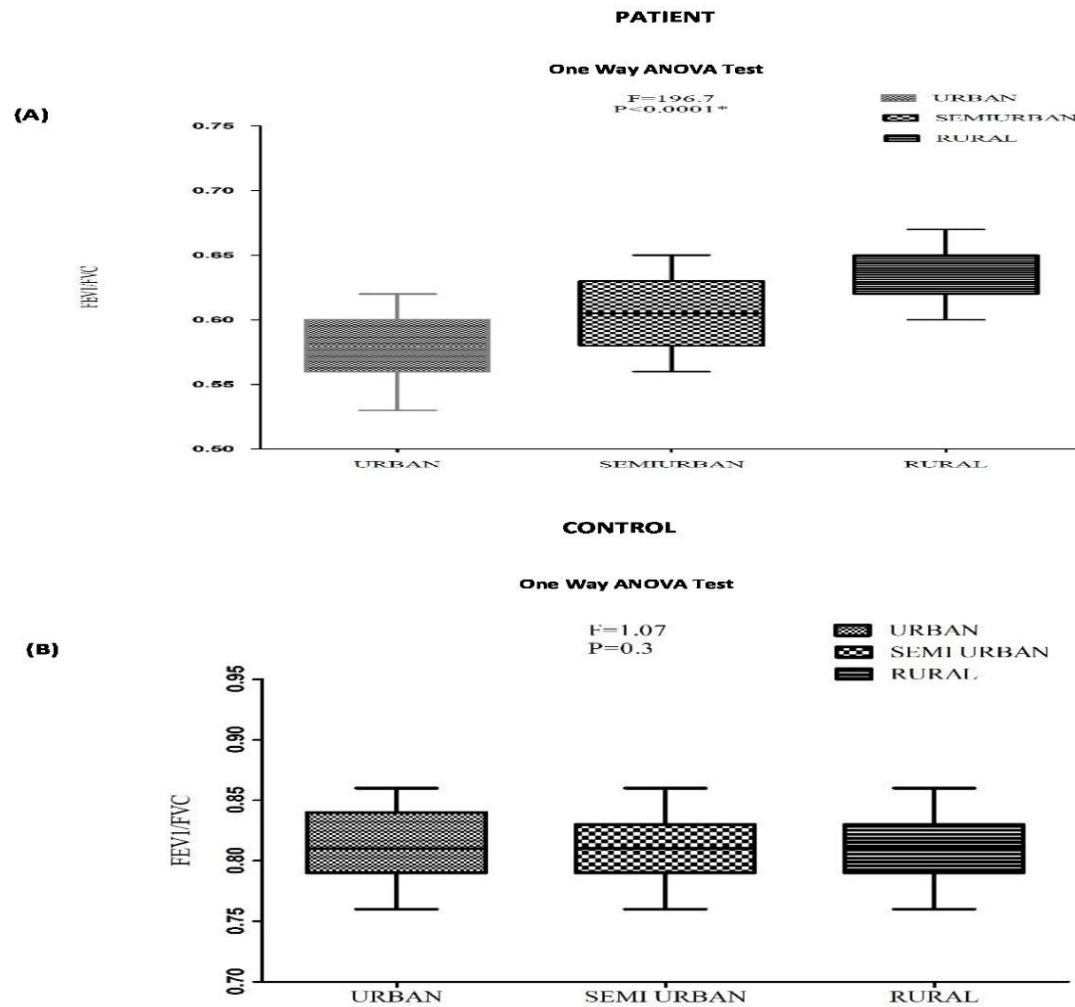 PATIENT
One Way ANOVA Test
F=196.7
P<0.0001*
(A)
URBAN
SEMIURBAN
RURAL
0.75
0.70
0.65
0.60
0.55
0.50
FEV1/FVC
URBAN SEMIURBAN RURAL
CONTROL
One Way ANOVA Test
F=1.07
P=0.3
(B)
URBAN
SEMI URBAN
RURAL
0.95
0.90
0.85
0.80
0.75
0.70
FEV1/FVC
URBAN SEMI URBAN RURAL